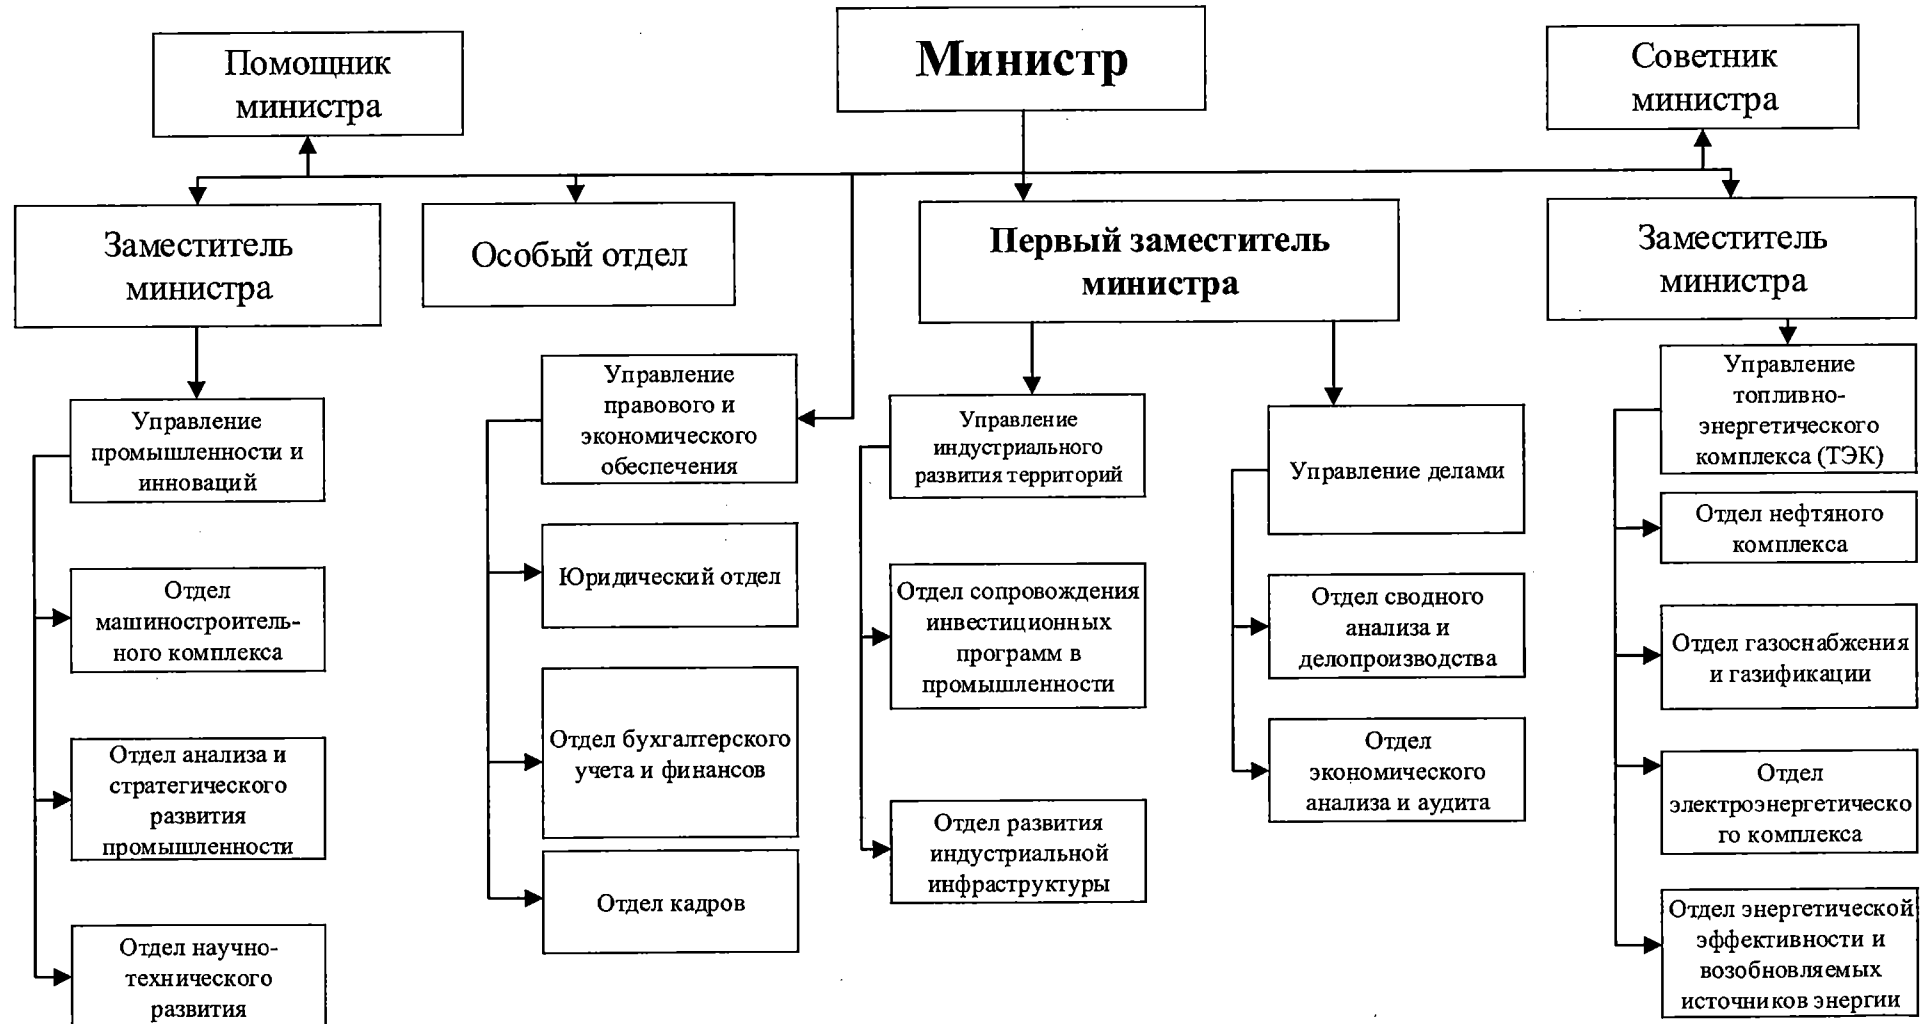 Министр
Помощник
министра
Советник
министра
Заместитель
министра
Особый отдел
Первый заместитель
министра
Заместитель
министра
Управление
промышленности и
инноваций
Отдел
машиностроитель-
ного комплекса
Отдел анализа и
стратегического
развития
промышленности
Отдел научно-
технического
развития
Управление
правового и
экономического
обеспечения
Юридический отдел
Отдел бухгалтерского
учета и финансов
Отдел кадров
Управление
индустриального
развития территорий
Отдел сопровождения
инвестиционных
программ в
промышленности
Отдел развития
индустриальной
инфраструктуры
Управление делами
Отдел сводного
анализа и
делопроизводства
Отдел
экономического
анализа и аудита
Управление
топливно-
энергетического
комплекса (ТЭК)
Отдел нефтяного
комплекса
Отдел газоснабжения
и газификации
Отдел
электроэнергетическо
го комплекса
Отдел энергетической
эффективности и
возобновляемых
источников энергии